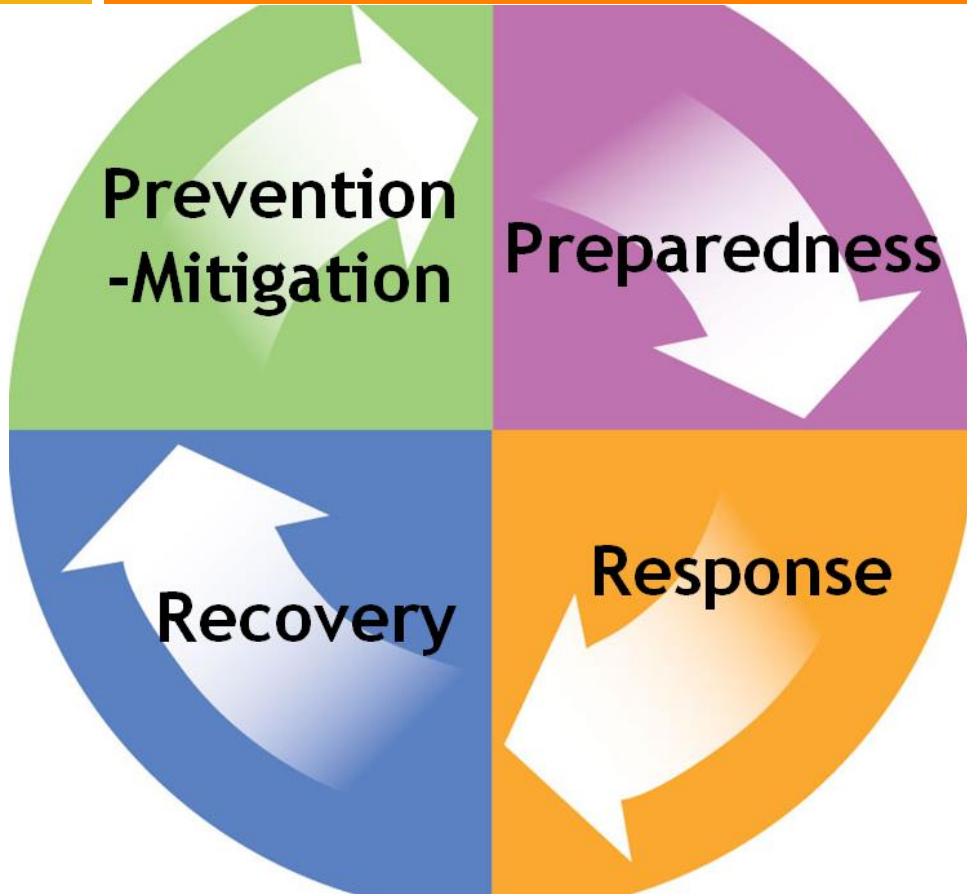 Prevention
-Mitigation
Preparedness
Response
Recovery